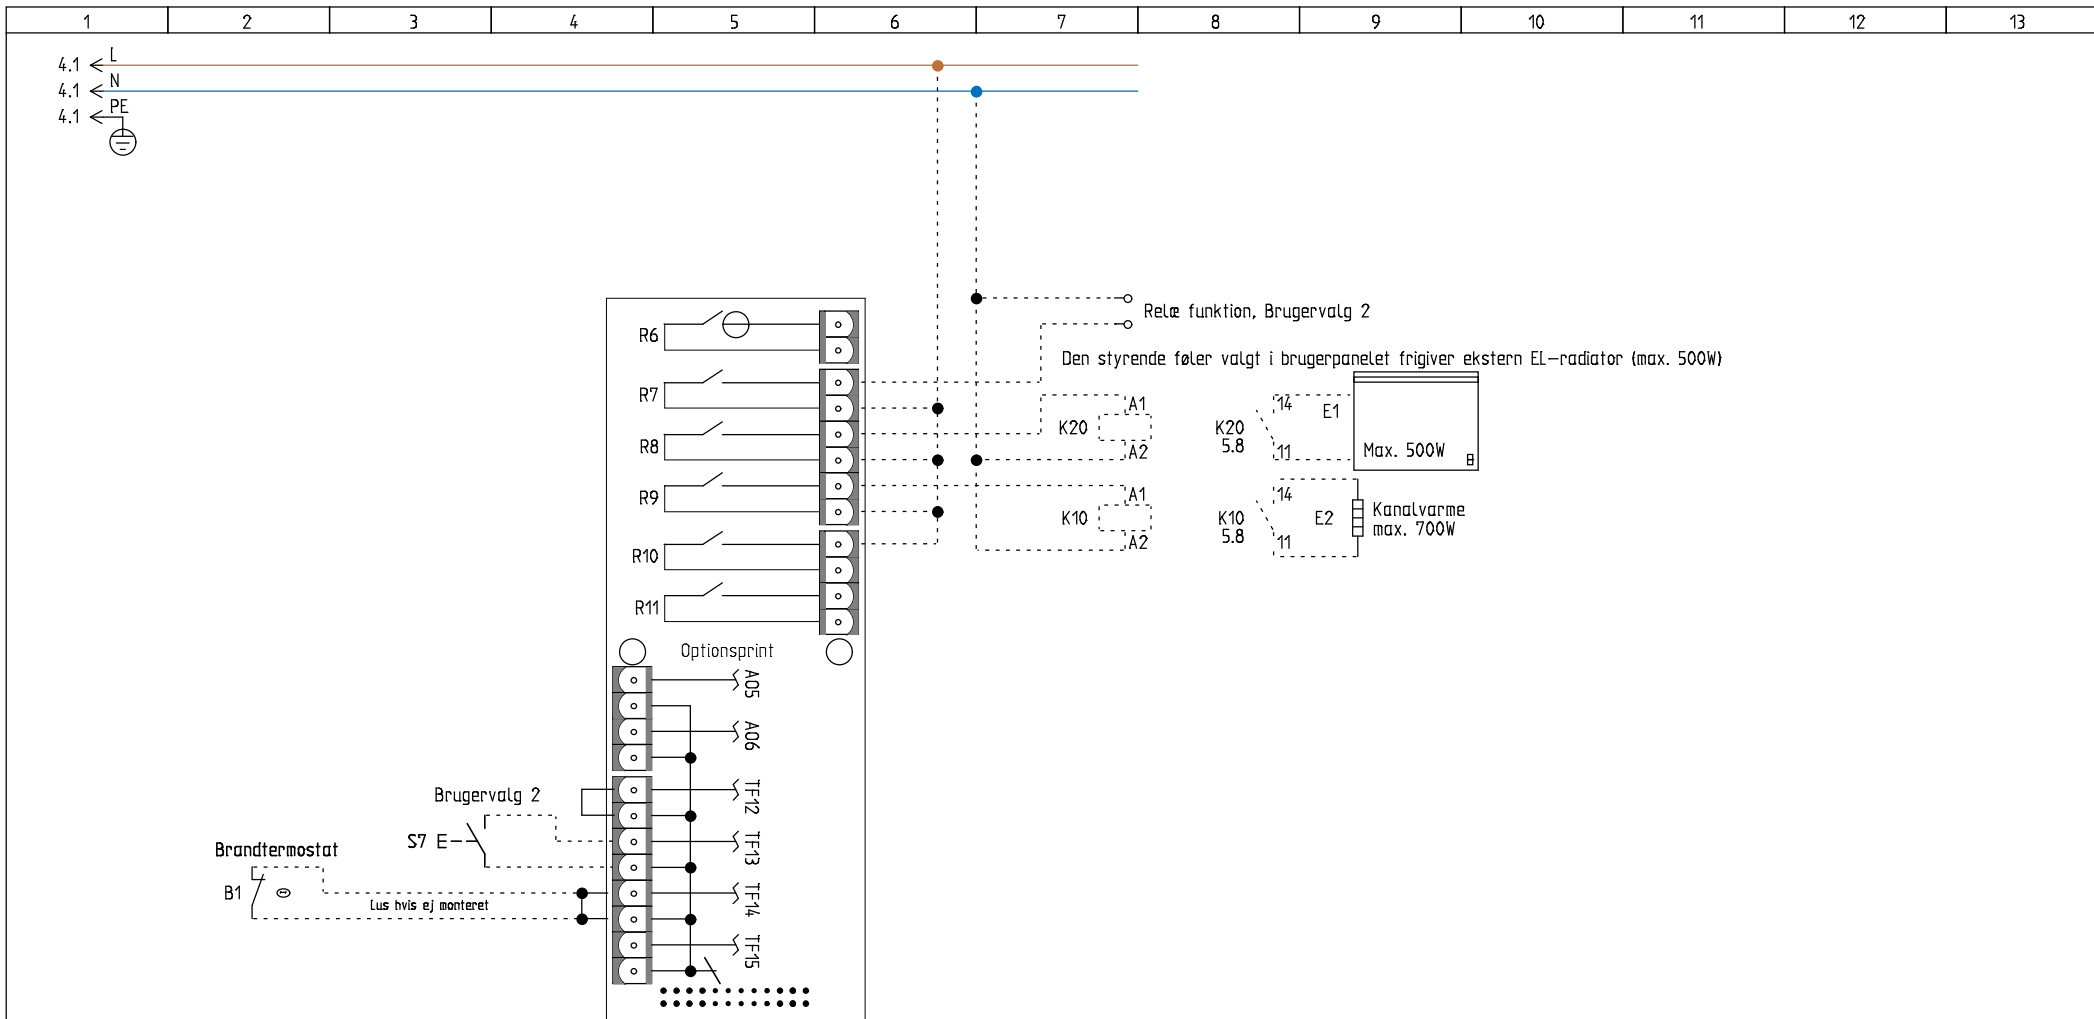 1 2 3 4 5 6 7 8 9 10 11 12 13
4.1 L
4.1 N
4.1 PE
R6
Relæ funktion, Brugervalg 2
Den styrende føler valgt i brugerpanelet frigiver ekstern EL-radiator (max. 500W)
R7
A1
K20
A2
K20
5.8
14
11
E1
Max. 500W
R8
R9
A1
K10
A2
K10
5.8
14
11
E2
Kanalvarme
max. 700W
R10
R11
Optionsprint
A05
A06
Brugervalg 2
TF12
S7 E
TF13
Brandtermostat
B1
Lus hvis ej monteret
TF14
TF15